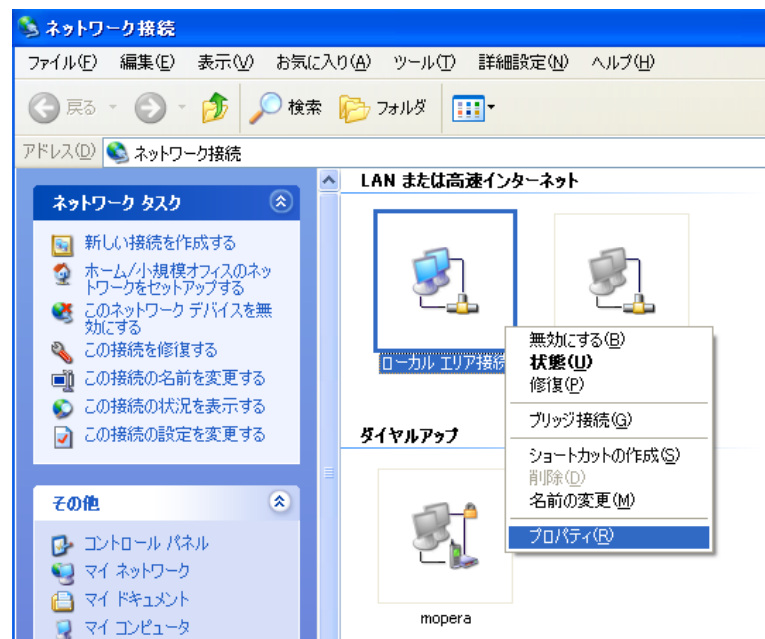 ネットワーク接続
ファイル(F) 編集(E) 表示(V) お気に入り(A) ツール(T) 詳細設定(N) ヘルプ(H)
戻る 検索 フォルダ
アドレス(D) ネットワーク接続
ネットワーク タスク
新しい接続を作成する
ホーム/小規模オフィスのネッ
トワークをセットアップする
このネットワーク デバイスを無
効にする
この接続を修復する
この接続の名前を変更する
この接続の状況を表示する
この接続の設定を変更する
その他
コントロール パネル
マイ ネットワーク
マイ ドキュメント
マイ コンピュータ
LAN または高速インターネット
ローカル エリア接続
無効にする(B)
状態(U)
修復(P)
ブリッジ接続(G)
ショートカットの作成(S)
削除(D)
名前の変更(M)
プロパティ(R)
ダイヤルアップ
mopera